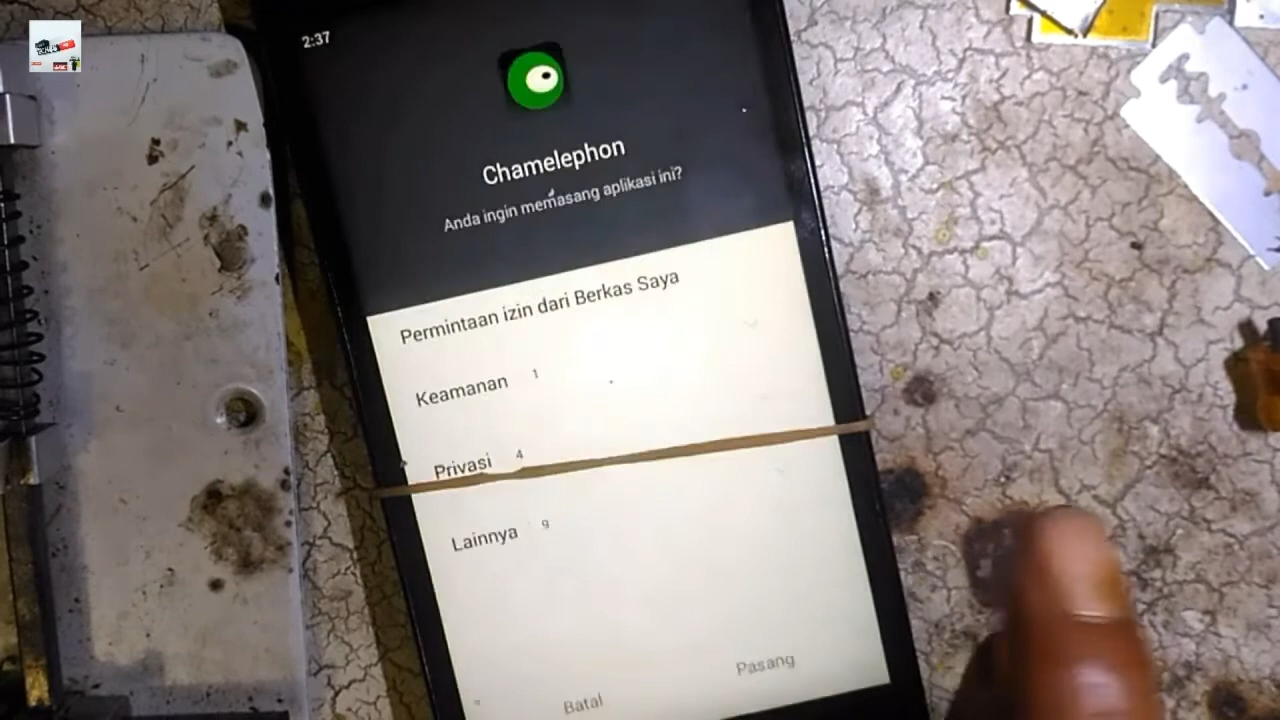 2:37
Chamelephon
Anda ingin memasang aplikasi ini?
Permintaan izin dari Berkas Saya
Keamanan 1
Privasi 4
Lainnya 9
Batal
Pasang